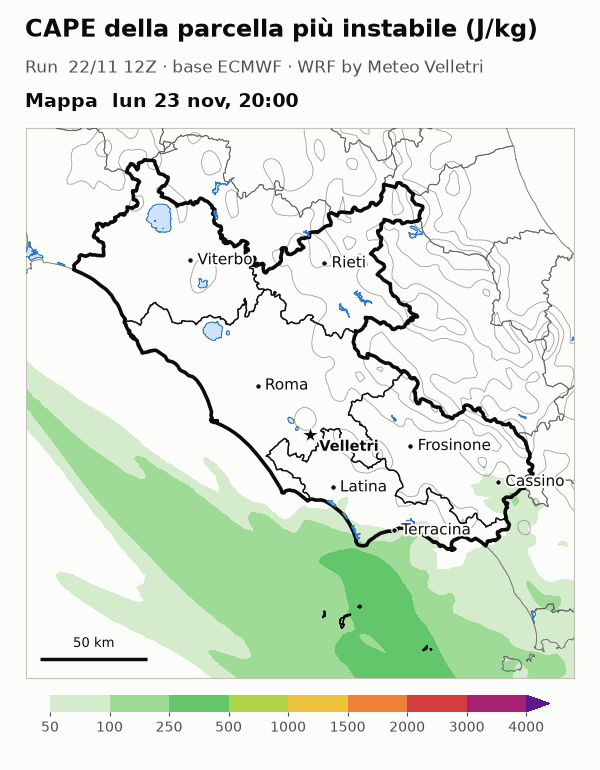 CAPE della parcella più instabile (J/kg)
Run  22/11 12Z · base ECMWF · WRF by Meteo Velletri
Mappa  lun 23 nov, 20:00
Viterbo
Rieti
Roma
Velletri
Frosinone
Latina
Cassino
Terracina
50 km
50 100 250 500 1000 1500 2000 3000 4000